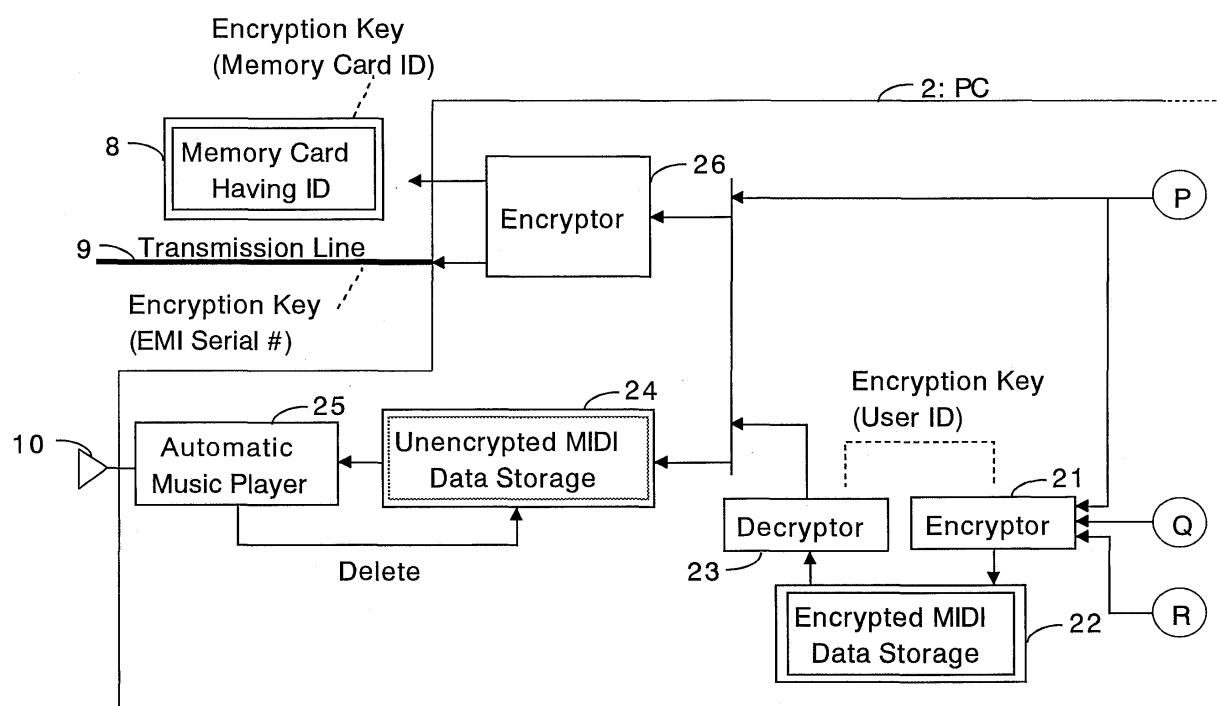 Encryption Key
(Memory Card ID)
2: PC
8
Memory Card
Having ID
26
Encryptor
P
9
Transmission Line
Encryption Key
(EMI Serial #)
Encryption Key
(User ID)
25
24
10
Automatic
Music Player
Unencrypted MIDI
Data Storage
21
Decryptor
Encryptor
Q
23
Delete
Encrypted MIDI
Data Storage
22
R